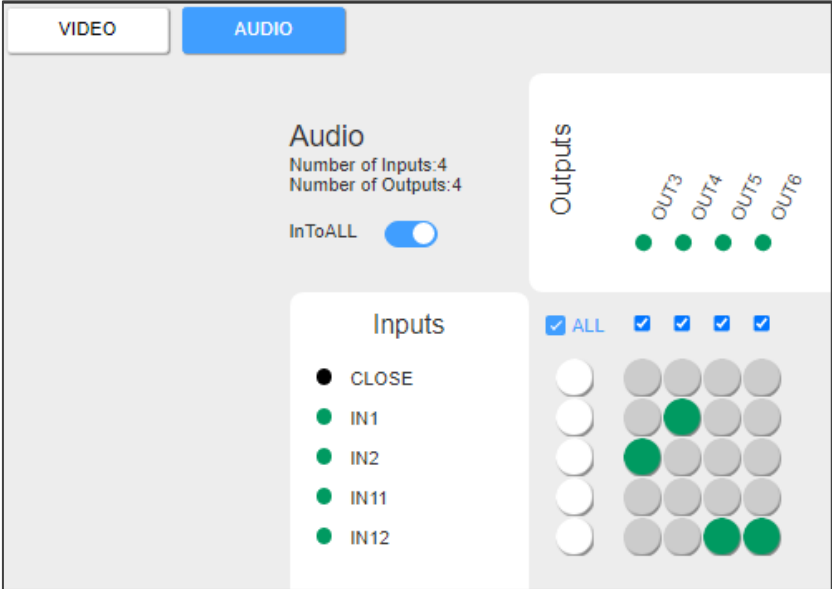 VIDEO AUDIO
Audio
Number of Inputs:4
Number of Outputs:4
InToALL
Outputs
OUT3 OUT4 OUT5 OUT6
Inputs
ALL
CLOSE
IN1
IN2
IN11
IN12